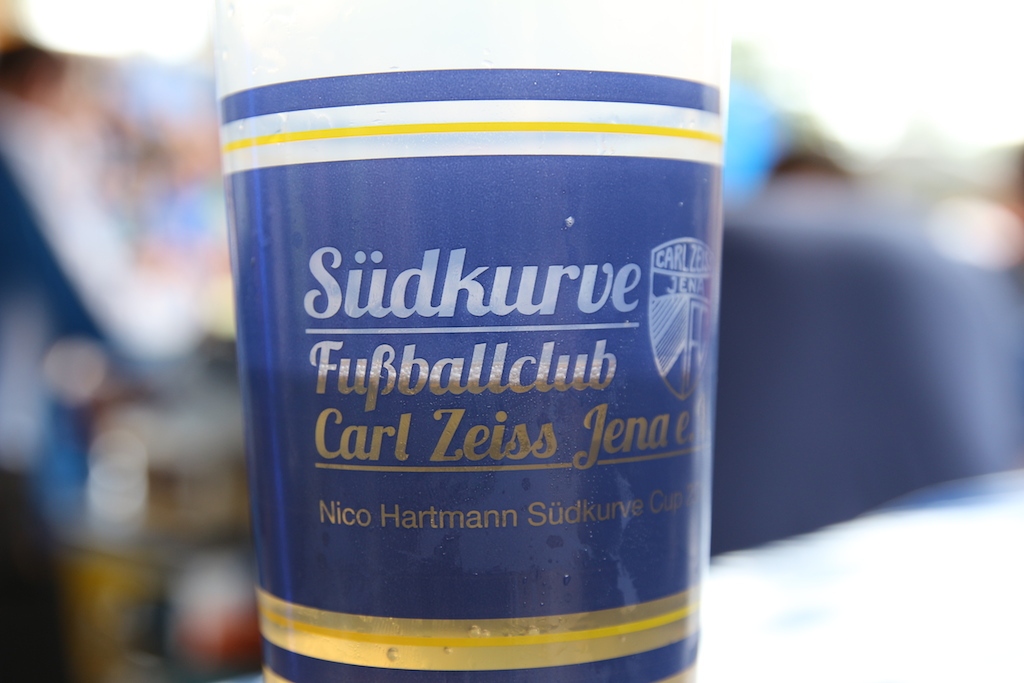 Südkurve
CARL ZEISS
JENA
Fußballclub
Carl Zeiss Jena e.V.
Nico Hartmann Südkurve Cup